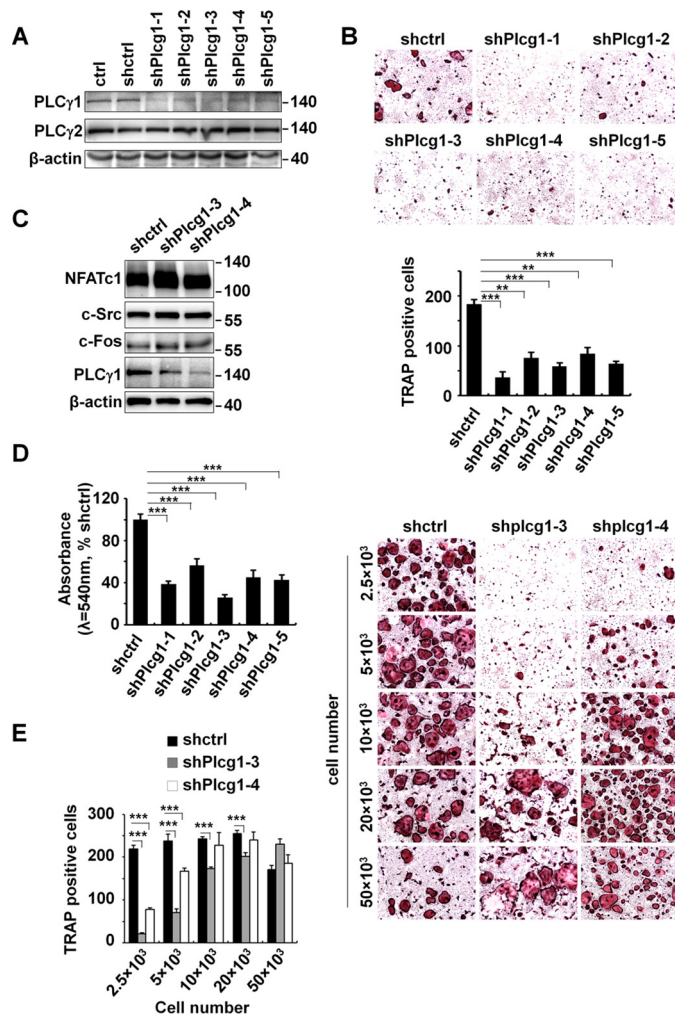 A
ctrl
shctrl
shPlcg1-1
shPlcg1-2
shPlcg1-3
shPlcg1-4
shPlcg1-5
PLCγ1
140
PLCγ2
140
β-actin
40
B
shctrl shPlcg1-1 shPlcg1-2
shPlcg1-3 shPlcg1-4 shPlcg1-5
***
**
***
**
***
TRAP positive cells
200
100
0
shctrl
shPlcg1-1
shPlcg1-2
shPlcg1-3
shPlcg1-4
shPlcg1-5
C
shctrl
shPlcg1-3
shPlcg1-4
NFATc1
140
100
c-Src
55
c-Fos
55
PLCγ1
140
β-actin
40
D
***
***
***
***
***
Absorbance
(λ=540nm, % shctrl)
120
80
40
0
shctrl
shPlcg1-1
shPlcg1-2
shPlcg1-3
shPlcg1-4
shPlcg1-5
E
shctrl
shPlcg1-3
shPlcg1-4
TRAP positive cells
300
200
100
0
***
***
***
***
***
***
2.5×10³
5×10³
10×10³
20×10³
50×10³
Cell number
shctrl shplcg1-3 shplcg1-4
cell number
2.5×10³
5×10³
10×10³
20×10³
50×10³